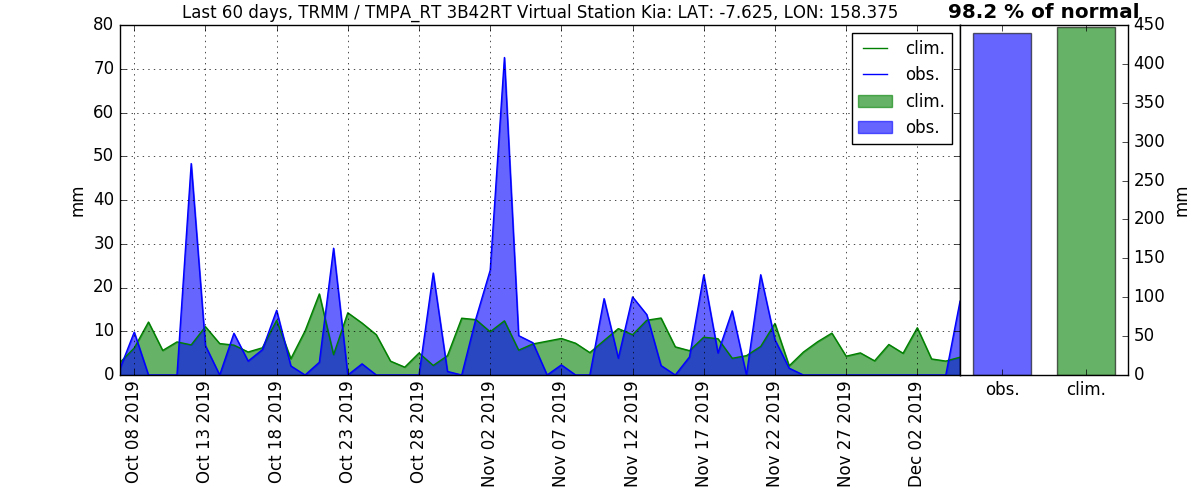 Last 60 days, TRMM / TMPA_RT 3B42RT Virtual Station Kia: LAT: -7.625, LON: 158.375
98.2 % of normal
80
70
60
50
40
30
20
10
0
mm
clim.
obs.
clim.
obs.
450
400
350
300
250
200
150
100
50
0
mm
obs.
clim.
Oct 08 2019
Oct 13 2019
Oct 18 2019
Oct 23 2019
Oct 28 2019
Nov 02 2019
Nov 07 2019
Nov 12 2019
Nov 17 2019
Nov 22 2019
Nov 27 2019
Dec 02 2019